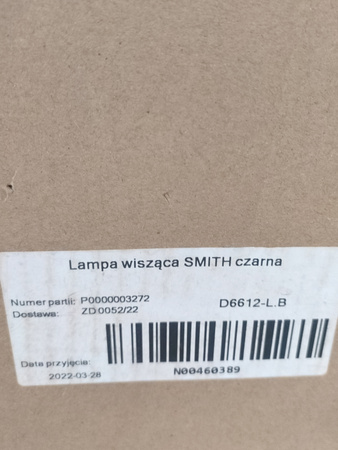 Lampa wisząca SMITH czarna
Numer partii: P0000003272 D6612-L.B
Dostawa: ZD.0052/22
Data przyjęcia:
2022-03-28
N00460389